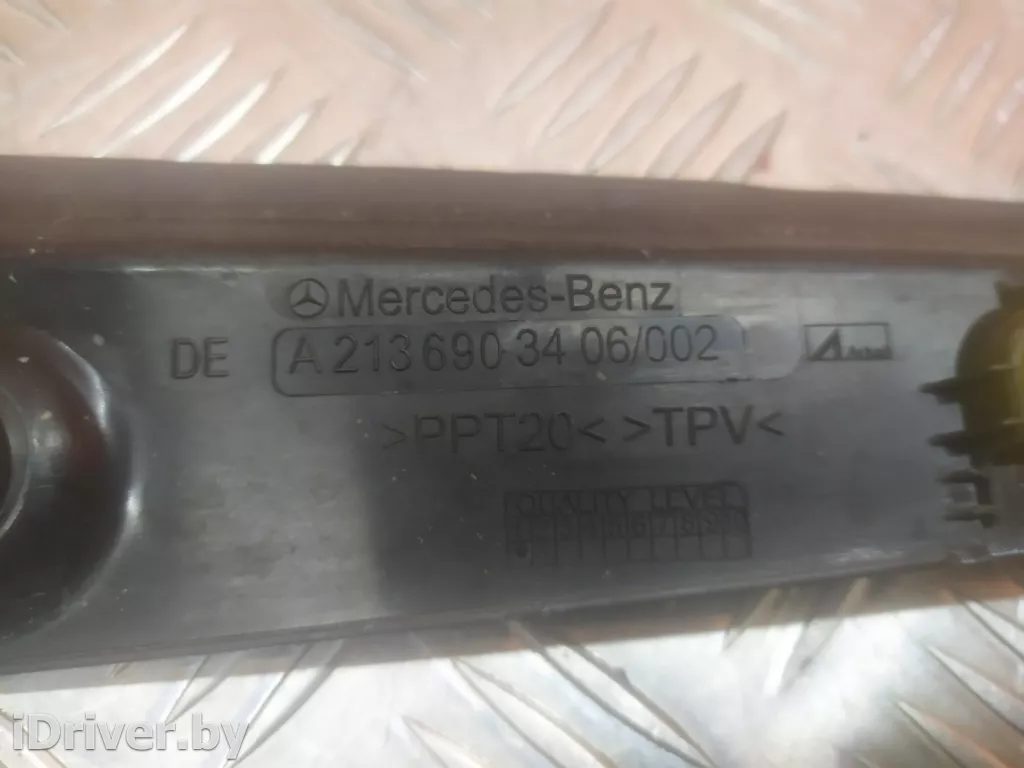 Mercedes-Benz
DE A 213 690 34 06/002
>PPT20< >TPV<
QUALITY LEVEL
iDriver.by